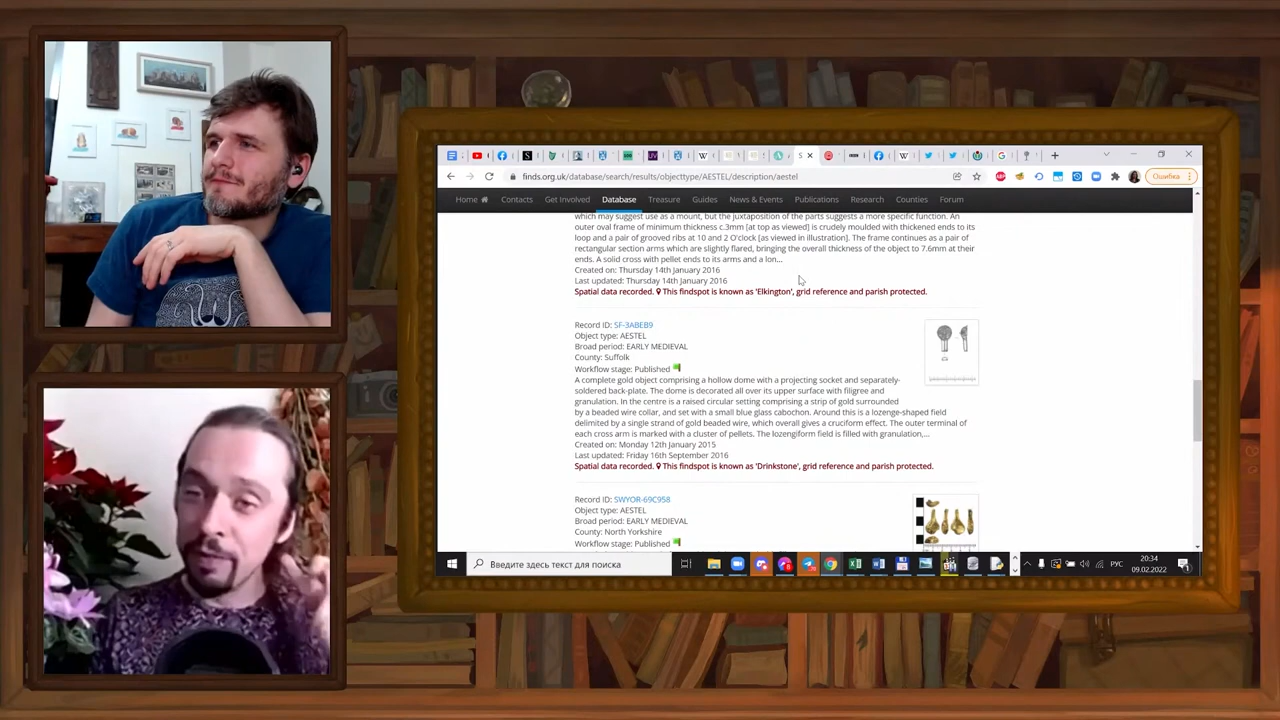 finds.org.uk/database/search/results/objecttype/AESTEL/description/aestel
Ошибка
Home Contacts Get Involved Database Treasure Guides News & Events Publications Research Counties Forum
which may suggest use as a mount, but the juxtaposition of the parts suggests a more specific function. An
outer oval frame of minimum thickness c.3mm [at top as viewed] is crudely moulded with thickened ends to its
loop and a pair of grooved ribs at 10 and 2 O'clock [as viewed in illustration]. The frame continues as a pair of
rectangular section arms which are slightly flared, bringing the overall thickness of the object to 7.6mm at their
ends. A solid cross with pellet ends to its arms and a lon...
Created on: Thursday 14th January 2016
Last updated: Thursday 14th January 2016
Spatial data recorded. This findspot is known as 'Elkington', grid reference and parish protected.
Record ID: SF-3ABEB9
Object type: AESTEL
Broad period: EARLY MEDIEVAL
County: Suffolk
Workflow stage: Published
A complete gold object comprising a hollow dome with a projecting socket and separately-
soldered back-plate. The dome is decorated all over its upper surface with filigree and
granulation. In the centre is a raised circular setting comprising a strip of gold surrounded
by a beaded wire collar, and set with a small blue glass cabochon. Around this is a lozenge-shaped field
delimited by a single strand of gold beaded wire, which overall gives a cruciform effect. The outer terminal of
each cross arm is marked with a cluster of pellets. The lozengiform field is filled with granulation,...
Created on: Monday 12th January 2015
Last updated: Friday 16th September 2016
Spatial data recorded. This findspot is known as 'Drinkstone', grid reference and parish protected.
Record ID: SWYOR-69C958
Object type: AESTEL
Broad period: EARLY MEDIEVAL
County: North Yorkshire
Workflow stage: Published
Введите здесь текст для поиска
РУС
20:34
09.02.2022